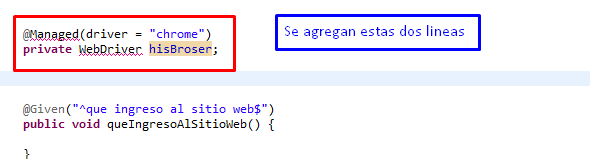 @Managed(driver = "chrome")
private WebDriver hisBroser;
Se agregan estas dos lineas
@Given("^que ingreso al sitio web$")
public void queIngresoAlSitioWeb() {
}